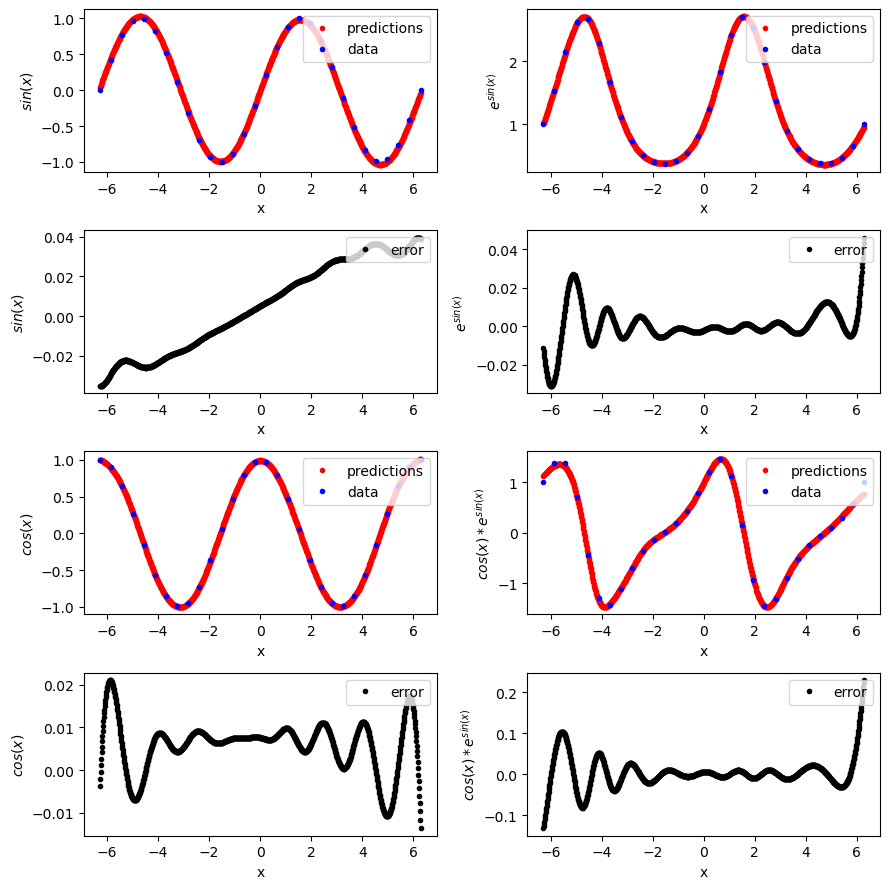 1.0
0.5
0.0
−0.5
−1.0
sin(x)
predictions
data
−6 −4 −2 0 2 4 6
x
2
1
e^{sin(x)}
predictions
data
−6 −4 −2 0 2 4 6
x
0.04
0.02
0.00
−0.02
sin(x)
error
−6 −4 −2 0 2 4 6
x
0.04
0.02
0.00
−0.02
e^{sin(x)}
error
−6 −4 −2 0 2 4 6
x
1.0
0.5
0.0
−0.5
−1.0
cos(x)
predictions
data
−6 −4 −2 0 2 4 6
x
1
0
−1
cos(x) * e^{sin(x)}
predictions
data
−6 −4 −2 0 2 4 6
x
0.02
0.01
0.00
−0.01
cos(x)
error
−6 −4 −2 0 2 4 6
x
0.2
0.1
0.0
−0.1
cos(x) * e^{sin(x)}
error
−6 −4 −2 0 2 4 6
x